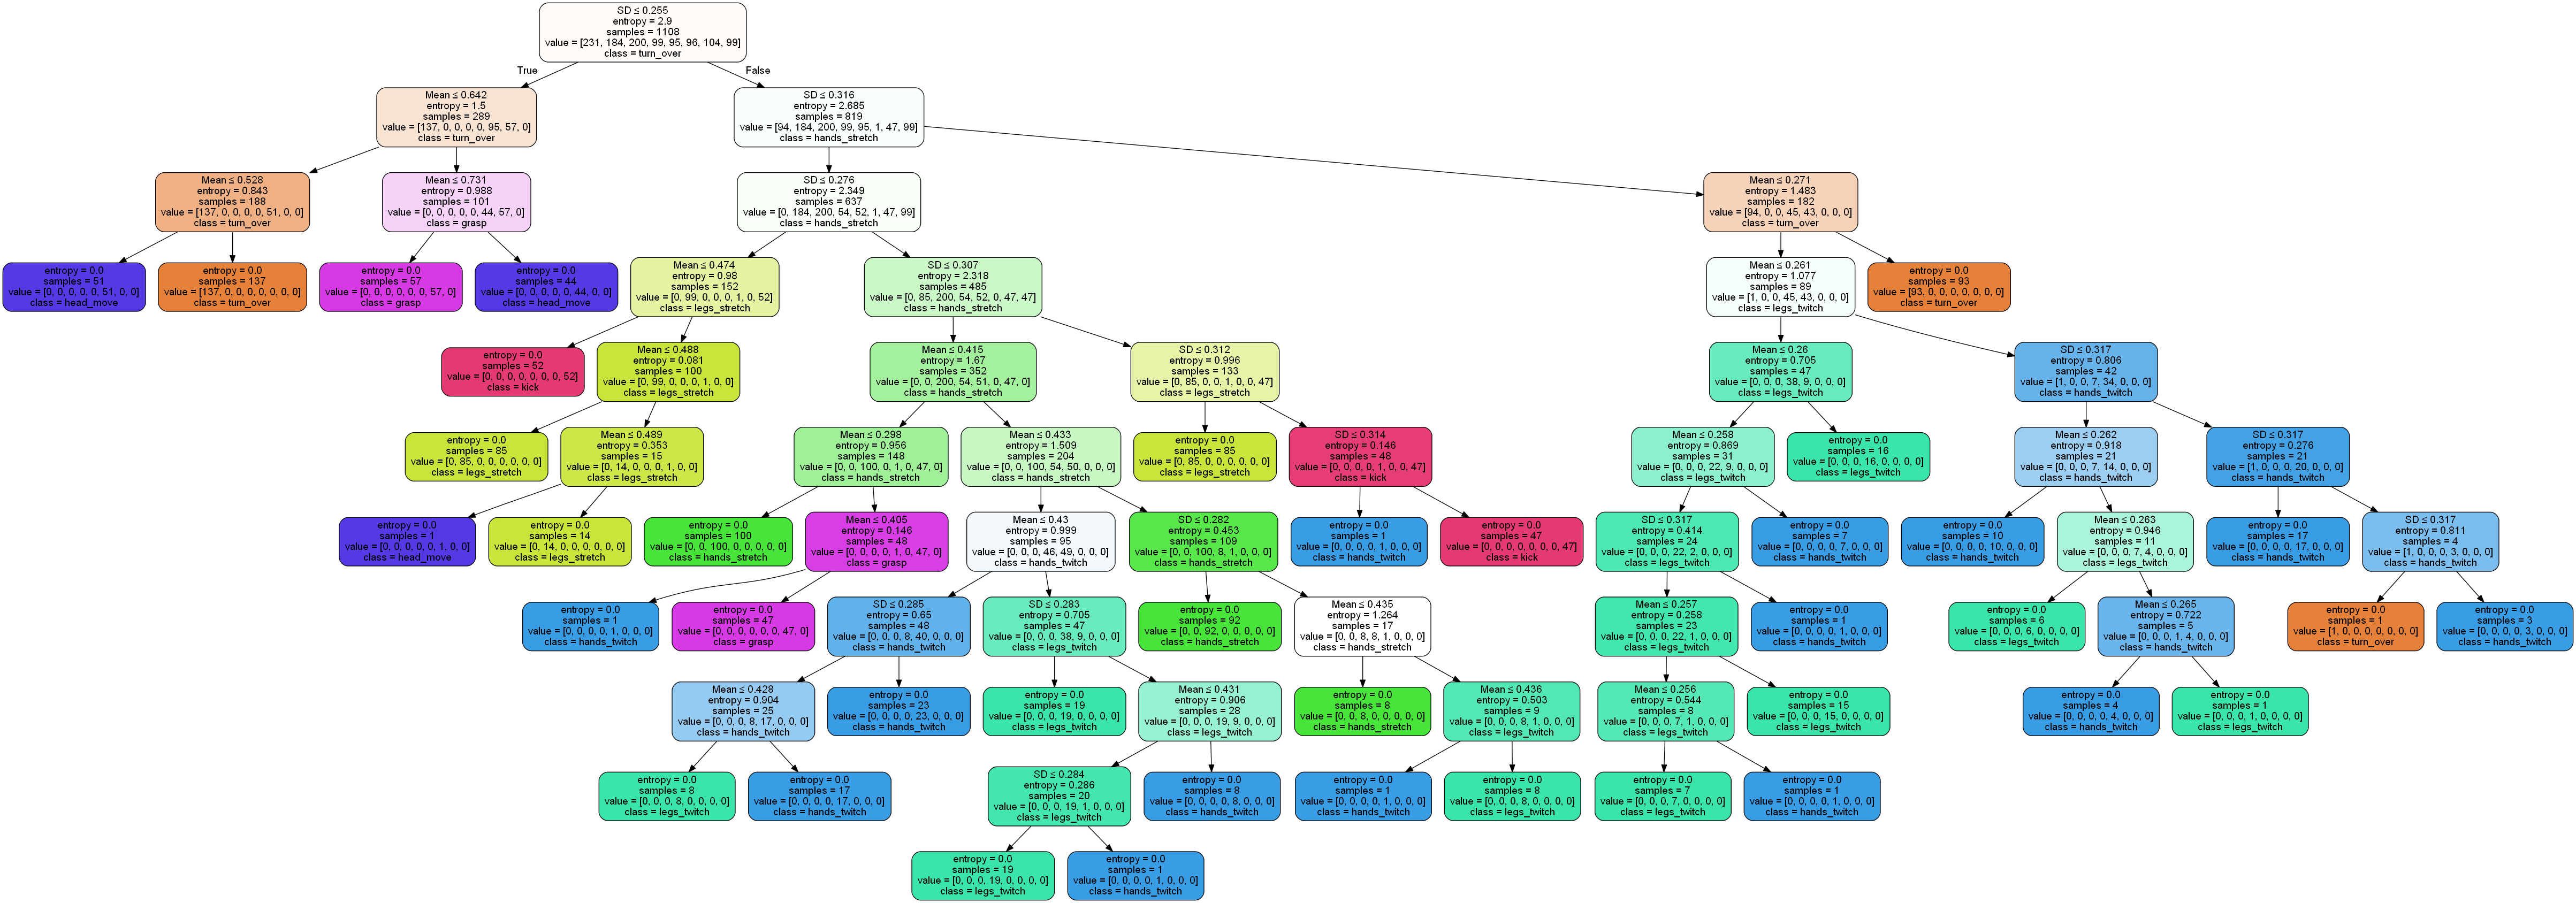 SD ≤ 0.255
entropy = 2.9
samples = 1108
value = [231, 184, 200, 99, 95, 96, 104, 99]
class = turn_over
True
False
Mean ≤ 0.642
entropy = 1.5
samples = 289
value = [137, 0, 0, 0, 0, 95, 57, 0]
class = turn_over
SD ≤ 0.316
entropy = 2.685
samples = 819
value = [94, 184, 200, 99, 95, 1, 47, 99]
class = hands_stretch
Mean ≤ 0.528
entropy = 0.843
samples = 188
value = [137, 0, 0, 0, 0, 51, 0, 0]
class = turn_over
Mean ≤ 0.731
entropy = 0.988
samples = 101
value = [0, 0, 0, 0, 0, 44, 57, 0]
class = grasp
SD ≤ 0.276
entropy = 2.349
samples = 637
value = [0, 184, 200, 54, 52, 1, 47, 99]
class = hands_stretch
Mean ≤ 0.271
entropy = 1.483
samples = 182
value = [94, 0, 0, 45, 43, 0, 0, 0]
class = turn_over
entropy = 0.0
samples = 51
value = [0, 0, 0, 0, 0, 51, 0, 0]
class = head_move
entropy = 0.0
samples = 137
value = [137, 0, 0, 0, 0, 0, 0, 0]
class = turn_over
entropy = 0.0
samples = 57
value = [0, 0, 0, 0, 0, 0, 57, 0]
class = grasp
entropy = 0.0
samples = 44
value = [0, 0, 0, 0, 0, 44, 0, 0]
class = head_move
Mean ≤ 0.474
entropy = 0.98
samples = 152
value = [0, 99, 0, 0, 0, 1, 0, 52]
class = legs_stretch
SD ≤ 0.307
entropy = 2.318
samples = 485
value = [0, 85, 200, 54, 52, 0, 47, 47]
class = hands_stretch
Mean ≤ 0.261
entropy = 1.077
samples = 89
value = [1, 0, 0, 45, 43, 0, 0, 0]
class = legs_twitch
entropy = 0.0
samples = 93
value = [93, 0, 0, 0, 0, 0, 0, 0]
class = turn_over
entropy = 0.0
samples = 52
value = [0, 0, 0, 0, 0, 0, 0, 52]
class = kick
Mean ≤ 0.488
entropy = 0.081
samples = 100
value = [0, 99, 0, 0, 0, 1, 0, 0]
class = legs_stretch
Mean ≤ 0.415
entropy = 1.67
samples = 352
value = [0, 0, 200, 54, 51, 0, 47, 0]
class = hands_stretch
SD ≤ 0.312
entropy = 0.996
samples = 133
value = [0, 85, 0, 0, 1, 0, 0, 47]
class = legs_stretch
Mean ≤ 0.26
entropy = 0.705
samples = 47
value = [0, 0, 0, 38, 9, 0, 0, 0]
class = legs_twitch
SD ≤ 0.317
entropy = 0.806
samples = 42
value = [1, 0, 0, 7, 34, 0, 0, 0]
class = hands_twitch
entropy = 0.0
samples = 85
value = [0, 85, 0, 0, 0, 0, 0, 0]
class = legs_stretch
Mean ≤ 0.489
entropy = 0.353
samples = 15
value = [0, 14, 0, 0, 0, 1, 0, 0]
class = legs_stretch
Mean ≤ 0.298
entropy = 0.956
samples = 148
value = [0, 0, 100, 0, 1, 0, 47, 0]
class = hands_stretch
Mean ≤ 0.433
entropy = 1.509
samples = 204
value = [0, 0, 100, 54, 50, 0, 0, 0]
class = hands_stretch
entropy = 0.0
samples = 85
value = [0, 85, 0, 0, 0, 0, 0, 0]
class = legs_stretch
SD ≤ 0.314
entropy = 0.146
samples = 48
value = [0, 0, 0, 0, 1, 0, 0, 47]
class = kick
Mean ≤ 0.258
entropy = 0.869
samples = 31
value = [0, 0, 0, 22, 9, 0, 0, 0]
class = legs_twitch
entropy = 0.0
samples = 16
value = [0, 0, 0, 16, 0, 0, 0, 0]
class = legs_twitch
Mean ≤ 0.262
entropy = 0.918
samples = 21
value = [0, 0, 0, 7, 14, 0, 0, 0]
class = hands_twitch
SD ≤ 0.317
entropy = 0.276
samples = 21
value = [1, 0, 0, 0, 20, 0, 0, 0]
class = hands_twitch
entropy = 0.0
samples = 1
value = [0, 0, 0, 0, 0, 1, 0, 0]
class = head_move
entropy = 0.0
samples = 14
value = [0, 14, 0, 0, 0, 0, 0, 0]
class = legs_stretch
entropy = 0.0
samples = 100
value = [0, 0, 100, 0, 0, 0, 0, 0]
class = hands_stretch
Mean ≤ 0.405
entropy = 0.146
samples = 48
value = [0, 0, 0, 0, 1, 0, 47, 0]
class = grasp
Mean ≤ 0.43
entropy = 0.999
samples = 95
value = [0, 0, 0, 46, 49, 0, 0, 0]
class = hands_twitch
SD ≤ 0.282
entropy = 0.453
samples = 109
value = [0, 0, 100, 8, 1, 0, 0, 0]
class = hands_stretch
entropy = 0.0
samples = 1
value = [0, 0, 0, 0, 1, 0, 0, 0]
class = hands_twitch
entropy = 0.0
samples = 47
value = [0, 0, 0, 0, 0, 0, 0, 47]
class = kick
SD ≤ 0.317
entropy = 0.414
samples = 24
value = [0, 0, 0, 22, 2, 0, 0, 0]
class = legs_twitch
entropy = 0.0
samples = 7
value = [0, 0, 0, 0, 7, 0, 0, 0]
class = hands_twitch
entropy = 0.0
samples = 10
value = [0, 0, 0, 0, 10, 0, 0, 0]
class = hands_twitch
Mean ≤ 0.263
entropy = 0.946
samples = 11
value = [0, 0, 0, 7, 4, 0, 0, 0]
class = legs_twitch
entropy = 0.0
samples = 17
value = [0, 0, 0, 0, 17, 0, 0, 0]
class = hands_twitch
SD ≤ 0.317
entropy = 0.811
samples = 4
value = [1, 0, 0, 0, 3, 0, 0, 0]
class = hands_twitch
entropy = 0.0
samples = 1
value = [0, 0, 0, 0, 1, 0, 0, 0]
class = hands_twitch
entropy = 0.0
samples = 47
value = [0, 0, 0, 0, 0, 0, 47, 0]
class = grasp
SD ≤ 0.285
entropy = 0.65
samples = 48
value = [0, 0, 0, 8, 40, 0, 0, 0]
class = hands_twitch
SD ≤ 0.283
entropy = 0.705
samples = 47
value = [0, 0, 0, 38, 9, 0, 0, 0]
class = legs_twitch
entropy = 0.0
samples = 92
value = [0, 0, 92, 0, 0, 0, 0, 0]
class = hands_stretch
Mean ≤ 0.435
entropy = 1.264
samples = 17
value = [0, 0, 8, 8, 1, 0, 0, 0]
class = hands_stretch
Mean ≤ 0.257
entropy = 0.258
samples = 23
value = [0, 0, 0, 22, 1, 0, 0, 0]
class = legs_twitch
entropy = 0.0
samples = 1
value = [0, 0, 0, 0, 1, 0, 0, 0]
class = hands_twitch
entropy = 0.0
samples = 6
value = [0, 0, 0, 6, 0, 0, 0, 0]
class = legs_twitch
Mean ≤ 0.265
entropy = 0.722
samples = 5
value = [0, 0, 0, 1, 4, 0, 0, 0]
class = hands_twitch
entropy = 0.0
samples = 1
value = [1, 0, 0, 0, 0, 0, 0, 0]
class = turn_over
entropy = 0.0
samples = 3
value = [0, 0, 0, 0, 3, 0, 0, 0]
class = hands_twitch
Mean ≤ 0.428
entropy = 0.904
samples = 25
value = [0, 0, 0, 8, 17, 0, 0, 0]
class = hands_twitch
entropy = 0.0
samples = 23
value = [0, 0, 0, 0, 23, 0, 0, 0]
class = hands_twitch
entropy = 0.0
samples = 19
value = [0, 0, 0, 19, 0, 0, 0, 0]
class = legs_twitch
Mean ≤ 0.431
entropy = 0.906
samples = 28
value = [0, 0, 0, 19, 9, 0, 0, 0]
class = legs_twitch
entropy = 0.0
samples = 8
value = [0, 0, 8, 0, 0, 0, 0, 0]
class = hands_stretch
Mean ≤ 0.436
entropy = 0.503
samples = 9
value = [0, 0, 0, 8, 1, 0, 0, 0]
class = legs_twitch
Mean ≤ 0.256
entropy = 0.544
samples = 8
value = [0, 0, 0, 7, 1, 0, 0, 0]
class = legs_twitch
entropy = 0.0
samples = 15
value = [0, 0, 0, 15, 0, 0, 0, 0]
class = legs_twitch
entropy = 0.0
samples = 4
value = [0, 0, 0, 0, 4, 0, 0, 0]
class = hands_twitch
entropy = 0.0
samples = 1
value = [0, 0, 0, 1, 0, 0, 0, 0]
class = legs_twitch
entropy = 0.0
samples = 8
value = [0, 0, 0, 8, 0, 0, 0, 0]
class = legs_twitch
entropy = 0.0
samples = 17
value = [0, 0, 0, 0, 17, 0, 0, 0]
class = hands_twitch
SD ≤ 0.284
entropy = 0.286
samples = 20
value = [0, 0, 0, 19, 1, 0, 0, 0]
class = legs_twitch
entropy = 0.0
samples = 8
value = [0, 0, 0, 0, 8, 0, 0, 0]
class = hands_twitch
entropy = 0.0
samples = 1
value = [0, 0, 0, 0, 1, 0, 0, 0]
class = hands_twitch
entropy = 0.0
samples = 8
value = [0, 0, 0, 8, 0, 0, 0, 0]
class = legs_twitch
entropy = 0.0
samples = 7
value = [0, 0, 0, 7, 0, 0, 0, 0]
class = legs_twitch
entropy = 0.0
samples = 1
value = [0, 0, 0, 0, 1, 0, 0, 0]
class = hands_twitch
entropy = 0.0
samples = 19
value = [0, 0, 0, 19, 0, 0, 0, 0]
class = legs_twitch
entropy = 0.0
samples = 1
value = [0, 0, 0, 0, 1, 0, 0, 0]
class = hands_twitch